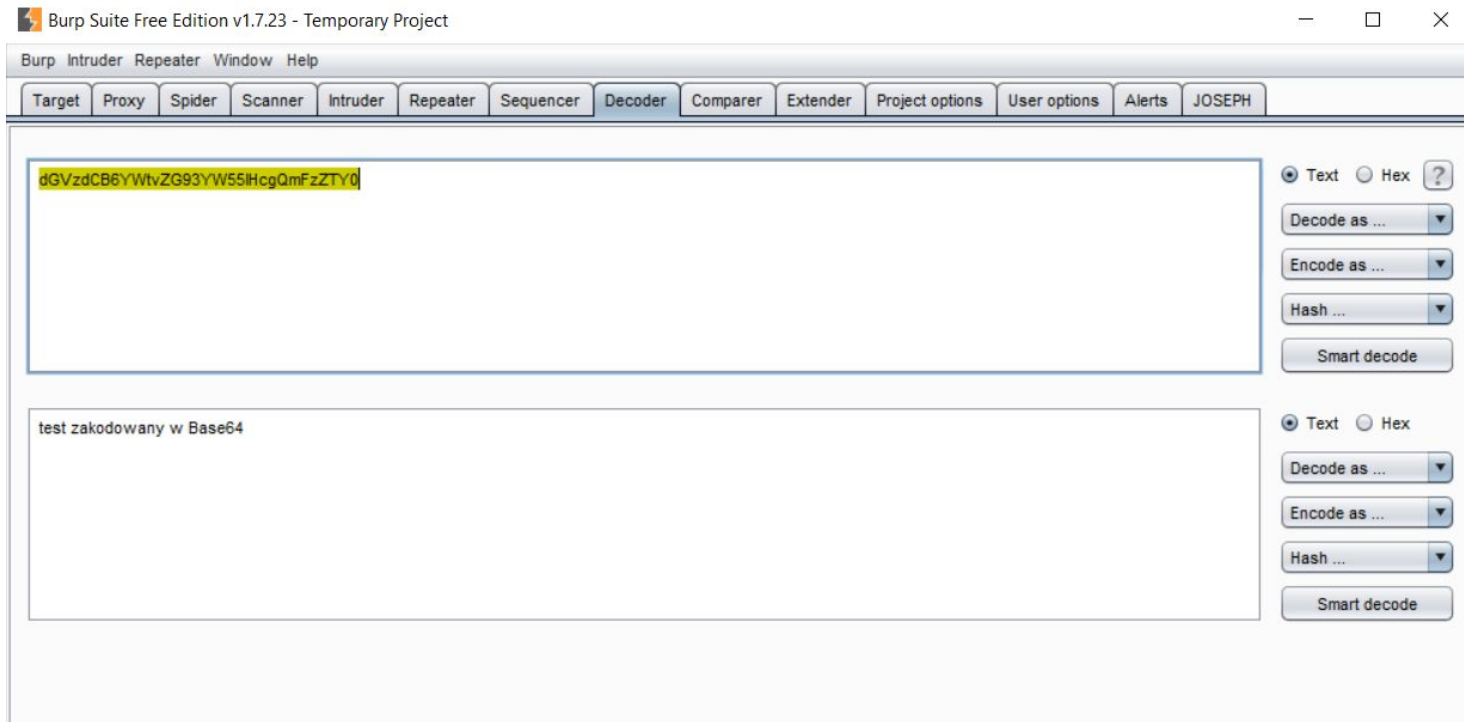 Burp Suite Free Edition v1.7.23 - Temporary Project
Burp Intruder Repeater Window Help
Target Proxy Spider Scanner Intruder Repeater Sequencer Decoder Comparer Extender Project options User options Alerts JOSEPH
dGVzdCB6YWtvZG93YW55IHcgQmFzZTY0
Text Hex ?
Decode as ...
Encode as ...
Hash ...
Smart decode
test zakodowany w Base64
Text Hex
Decode as ...
Encode as ...
Hash ...
Smart decode